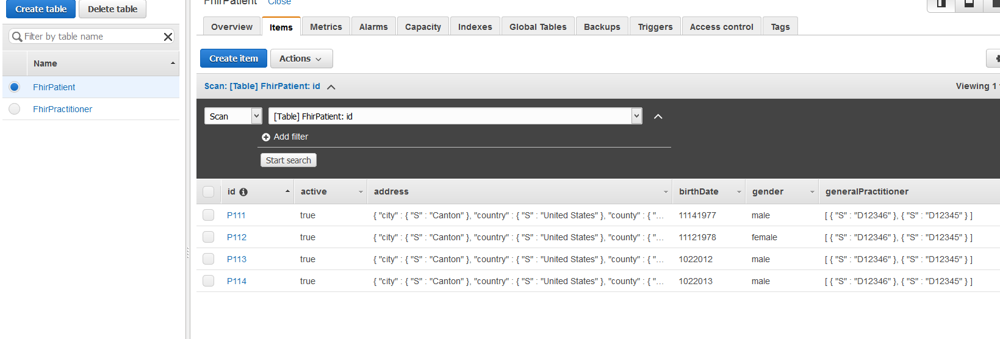 Create table
Delete table
Filter by table name
Name
FhirPatient
FhirPractitioner
FhirPatient Close
Overview Items Metrics Alarms Capacity Indexes Global Tables Backups Triggers Access control Tags
Create item Actions
Scan: [Table] FhirPatient: id
Viewing 1
Scan [Table] FhirPatient: id
Add filter
Start search
id active address birthDate gender generalPractitioner
P111 true { "city" : { "S" : "Canton" }, "country" : { "S" : "United States" }, "county" : { "... 11141977 male [ { "S" : "D12346" }, { "S" : "D12345" } ]
P112 true { "city" : { "S" : "Canton" }, "country" : { "S" : "United States" }, "county" : { "... 11121978 female [ { "S" : "D12346" }, { "S" : "D12345" } ]
P113 true { "city" : { "S" : "Canton" }, "country" : { "S" : "United States" }, "county" : { "... 1022012 male [ { "S" : "D12346" }, { "S" : "D12345" } ]
P114 true { "city" : { "S" : "Canton" }, "country" : { "S" : "United States" }, "county" : { "... 1022013 male [ { "S" : "D12346" }, { "S" : "D12345" } ]